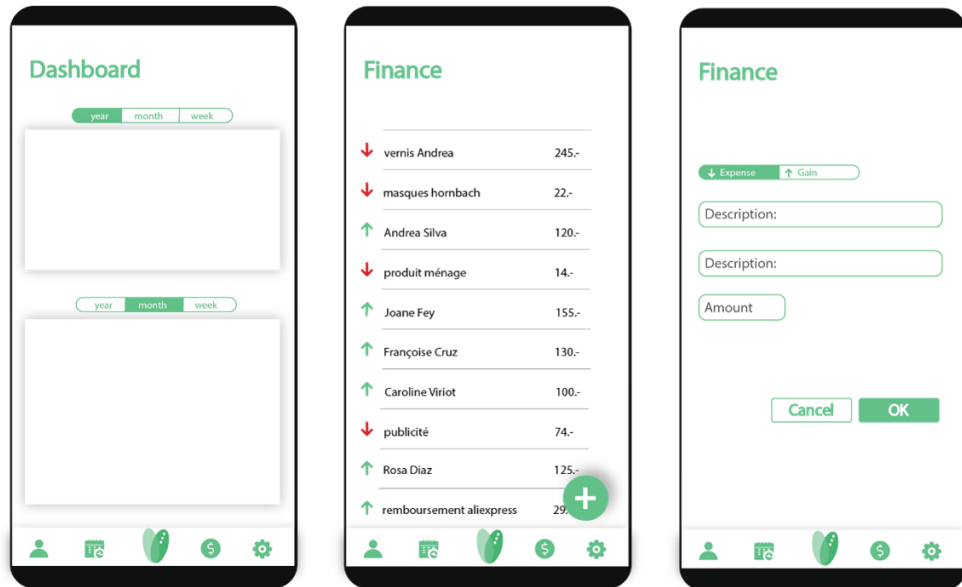 Dashboard
year month week
year month week
Finance
vernis Andrea 245.-
masques hornbach 22.-
Andrea Silva 120.-
produit ménage 14.-
Joane Fey 155.-
Françoise Cruz 130.-
Caroline Viriot 100.-
publicité 74.-
Rosa Diaz 125.-
remboursement aliexpress 29.
Finance
Expense Gain
Description:
Description:
Amount
Cancel OK